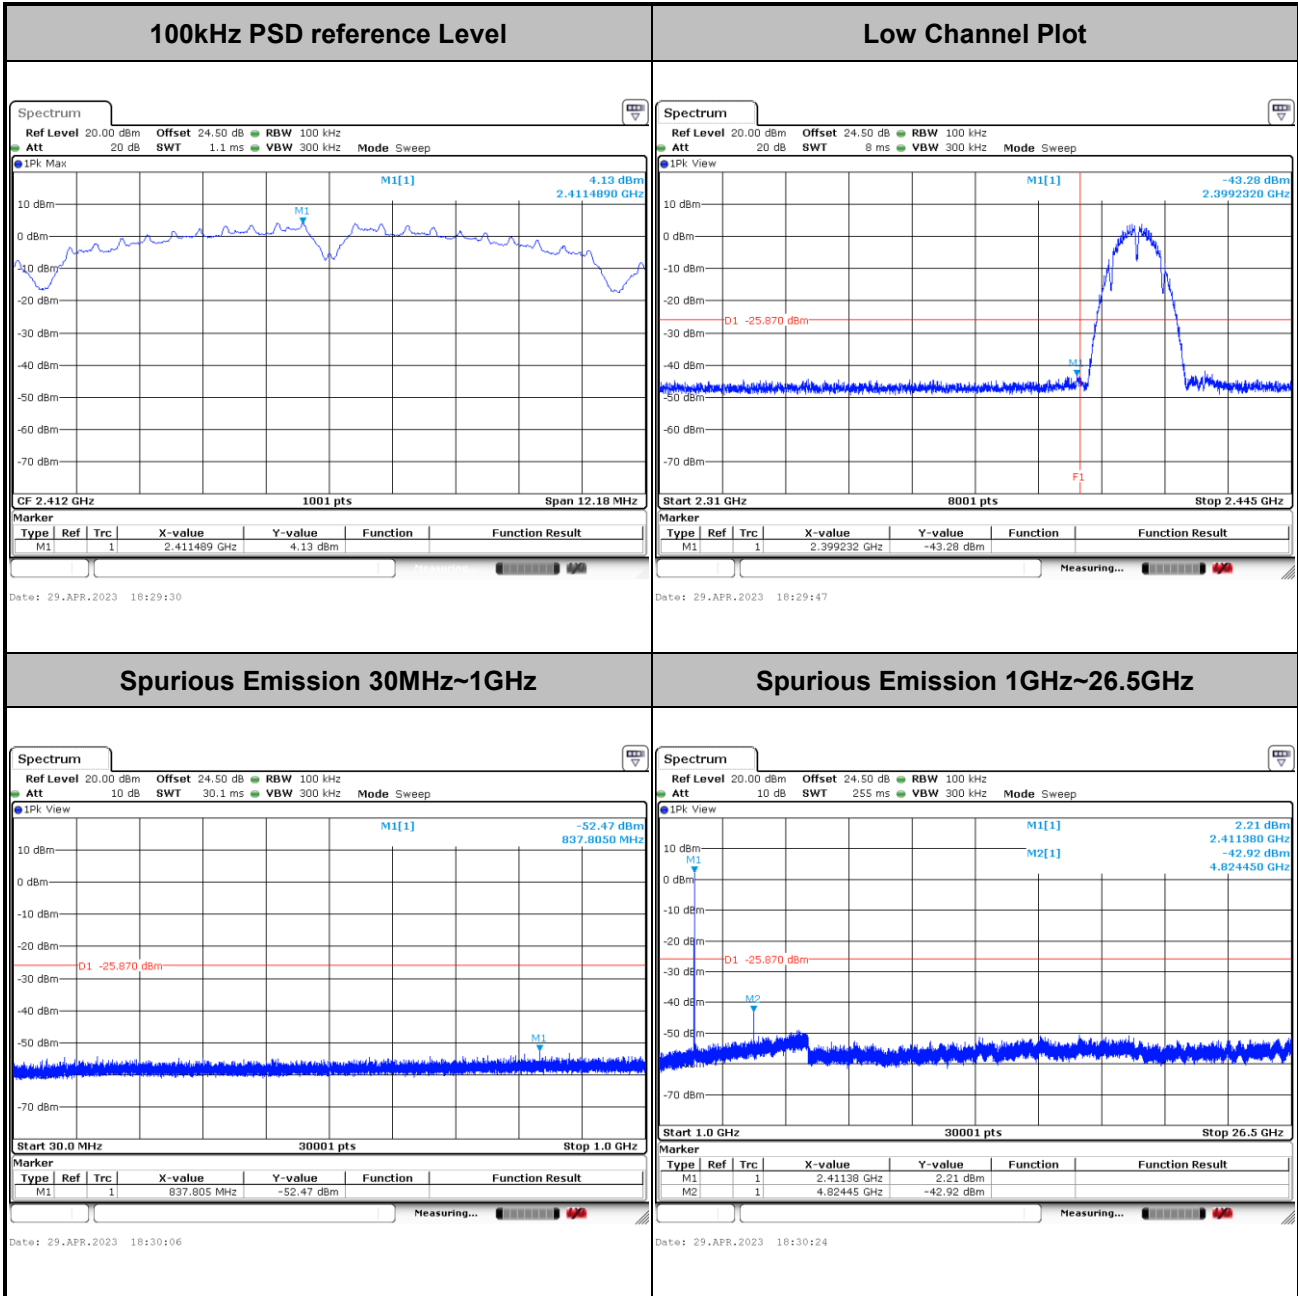 100kHz PSD reference Level
Low Channel Plot
Spectrum
Ref Level 20.00 dBm Offset 24.50 dB RBW 100 kHz
Att 20 dB SWT 1.1 ms VBW 300 kHz Mode Sweep
1Pk Max
M1[1] 4.13 dBm
2.4114890 GHz
M1
10 dBm
0 dBm
-10 dBm
-20 dBm
-30 dBm
-40 dBm
-50 dBm
-60 dBm
-70 dBm
CF 2.412 GHz 1001 pts Span 12.18 MHz
Marker
Type Ref Trc X-value Y-value Function Function Result
M1 1 2.411489 GHz 4.13 dBm
Measuring...
Date: 29.APR.2023 18:29:30
Spectrum
Ref Level 20.00 dBm Offset 24.50 dB RBW 100 kHz
Att 20 dB SWT 8 ms VBW 300 kHz Mode Sweep
1Pk View
M1[1] -43.28 dBm
2.3992320 GHz
10 dBm
0 dBm
-10 dBm
-20 dBm
D1 -25.870 dBm
-30 dBm
-40 dBm
M1
-50 dBm
-60 dBm
-70 dBm
F1
Start 2.31 GHz 8001 pts Stop 2.445 GHz
Marker
Type Ref Trc X-value Y-value Function Function Result
M1 1 2.399232 GHz -43.28 dBm
Measuring...
Date: 29.APR.2023 18:29:47
Spurious Emission 30MHz~1GHz
Spurious Emission 1GHz~26.5GHz
Spectrum
Ref Level 20.00 dBm Offset 24.50 dB RBW 100 kHz
Att 10 dB SWT 30.1 ms VBW 300 kHz Mode Sweep
1Pk View
M1[1] -52.47 dBm
837.8050 MHz
10 dBm
0 dBm
-10 dBm
-20 dBm
D1 -25.870 dBm
-30 dBm
-40 dBm
-50 dBm
M1
-70 dBm
Start 30.0 MHz 30001 pts Stop 1.0 GHz
Marker
Type Ref Trc X-value Y-value Function Function Result
M1 1 837.805 MHz -52.47 dBm
Measuring...
Date: 29.APR.2023 18:30:06
Spectrum
Ref Level 20.00 dBm Offset 24.50 dB RBW 100 kHz
Att 10 dB SWT 255 ms VBW 300 kHz Mode Sweep
1Pk View
M1[1] 2.21 dBm
2.411380 GHz
M2[1] -42.92 dBm
4.824450 GHz
10 dBm
M1
0 dBm
-10 dBm
-20 dBm
D1 -25.870 dBm
-30 dBm
-40 dBm
M2
-50 dBm
-70 dBm
Start 1.0 GHz 30001 pts Stop 26.5 GHz
Marker
Type Ref Trc X-value Y-value Function Function Result
M1 1 2.41138 GHz 2.21 dBm
M2 1 4.82445 GHz -42.92 dBm
Measuring...
Date: 29.APR.2023 18:30:24